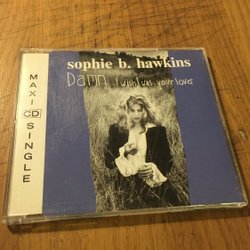 sophie b. hawkins
Damn I wish I was your lover
MAXI CD SINGLE